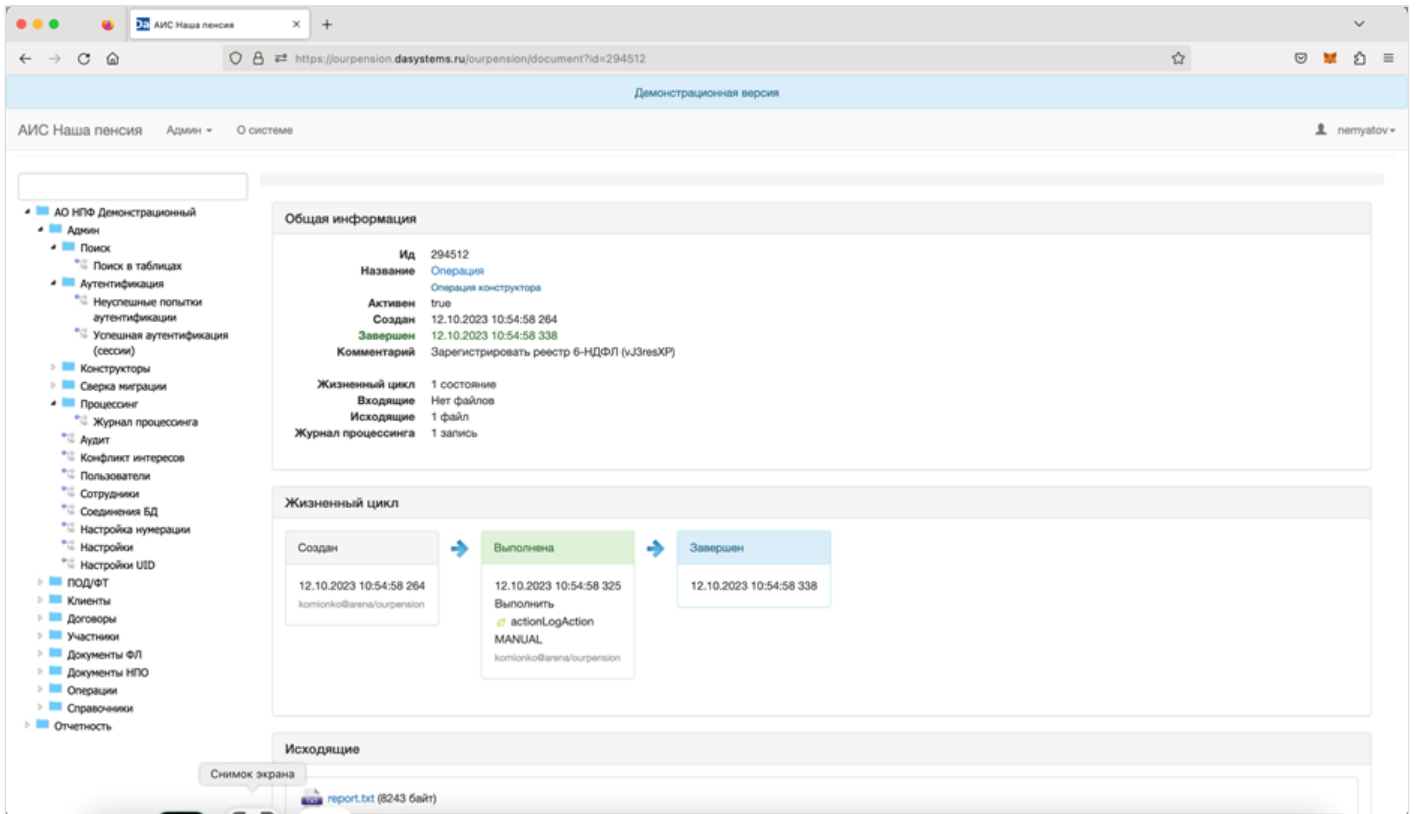 Da АИС Наша пенсия
https://ourpension.dasystems.ru/ourpension/document?id=294512
Демонстрационная версия
АИС Наша пенсия Админ О системе nemyatov
АО НПФ Демонстрационный
Админ
Поиск
Поиск в таблицах
Аутентификация
Неуспешные попытки
аутентификации
Успешная аутентификация
(сессии)
Конструкторы
Сверка миграции
Процессинг
Журнал процессинга
Аудит
Конфликт интересов
Пользователи
Сотрудники
Соединения БД
Настройка нумерации
Настройки
Настройки UID
ПОД/ФТ
Клиенты
Договоры
Участники
Документы ФЛ
Документы НПО
Операции
Справочники
Отчетность
Общая информация
Ид 294512
Название Операция
Операция конструктора
Активен true
Создан 12.10.2023 10:54:58 264
Завершен 12.10.2023 10:54:58 338
Комментарий Зарегистрировать реестр 6-НДФЛ (vJ3resXP)
Жизненный цикл 1 состояние
Входящие Нет файлов
Исходящие 1 файл
Журнал процессинга 1 запись
Жизненный цикл
Создан
12.10.2023 10:54:58 264
komionko@arena/ourpension
Выполнена
12.10.2023 10:54:58 325
Выполнить
actionLogAction
MANUAL
komionko@arena/ourpension
Завершен
12.10.2023 10:54:58 338
Исходящие
TXT report.txt (8243 байт)
Снимок экрана